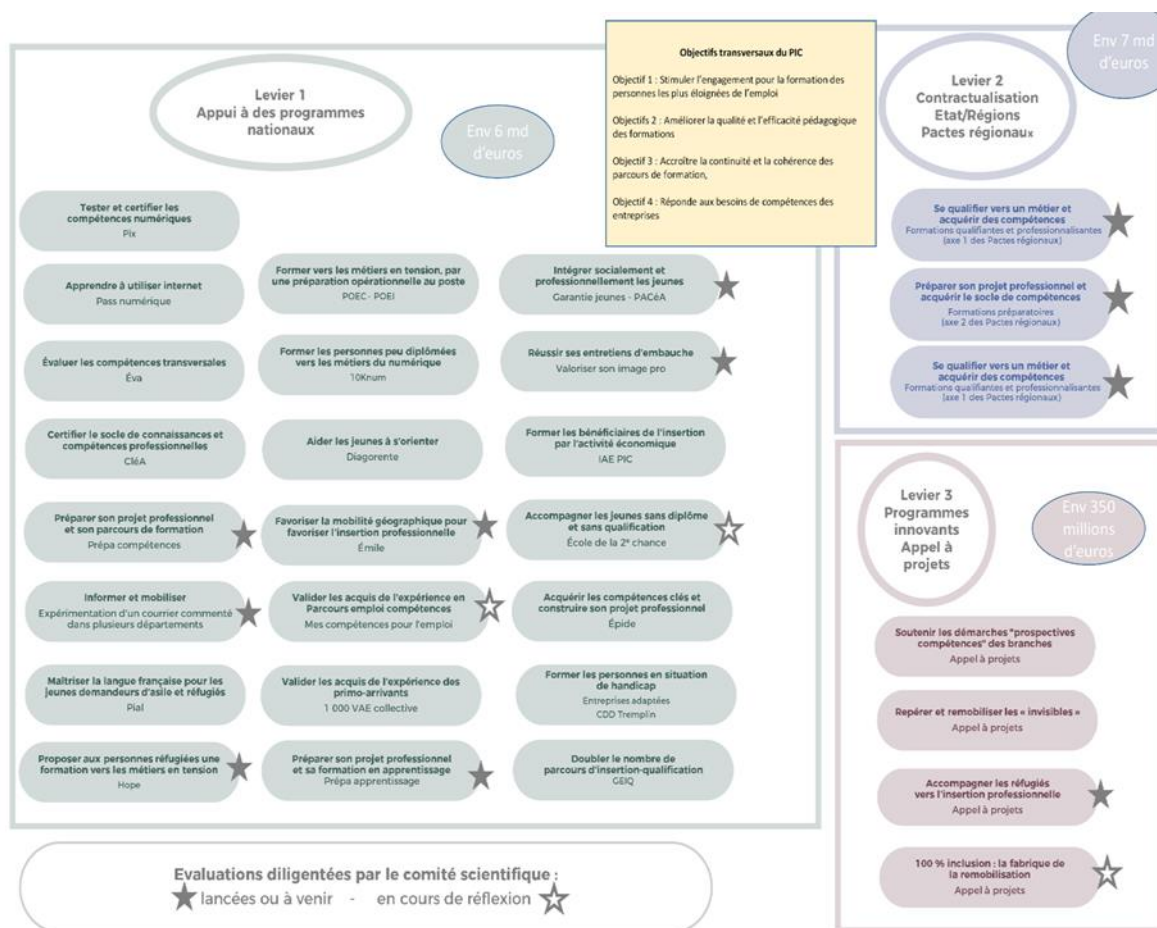 Levier 1
Appui à des programmes
nationaux
Env 6 md
d'euros
Objectifs transversaux du PIC
Objectif 1 : Stimuler l'engagement pour la formation des
personnes les plus éloignées de l'emploi
Objectifs 2 : Améliorer la qualité et l'efficacité pédagogique
des formations
Objectif 3 : Accroître la continuité et la cohérence des
parcours de formation,
Objectif 4 : Réponde aux besoins de compétences des
entreprises
Tester et certifier les
compétences numériques
Pix
Apprendre à utiliser internet
Pass numérique
Former vers les métiers en tension, par
une préparation opérationnelle au poste
POEC - POEI
Intégrer socialement et
professionnellement les jeunes
Garantie jeunes - PACéA
Évaluer les compétences transversales
Éva
Former les personnes peu diplômées
vers les métiers du numérique
10Knum
Réussir ses entretiens d'embauche
Valoriser son image pro
Certifier le socle de connaissances et
compétences professionnelles
CléA
Aider les jeunes à s'orienter
Diagorente
Former les bénéficiaires de l'insertion
par l'activité économique
IAE PIC
Préparer son projet professionnel
et son parcours de formation
Prépa compétences
Favoriser la mobilité géographique pour
favoriser l'insertion professionnelle
Émile
Accompagner les jeunes sans diplôme
et sans qualification
École de la 2e chance
Informer et mobiliser
Expérimentation d'un courrier commenté
dans plusieurs départements
Valider les acquis de l'expérience en
Parcours emploi compétences
Mes compétences pour l'emploi
Acquérir les compétences clés et
construire son projet professionnel
Épide
Maîtriser la langue française pour les
jeunes demandeurs d'asile et réfugiés
Pial
Valider les acquis de l'expérience des
primo-arrivants
1 000 VAE collective
Former les personnes en situation
de handicap
Entreprises adaptées
CDD Tremplin
Proposer aux personnes réfugiées une
formation vers les métiers en tension
Hope
Préparer son projet professionnel
et sa formation en apprentissage
Prépa apprentissage
Doubler le nombre de
parcours d'insertion-qualification
GEIQ
Evaluations diligentées par le comité scientifique :
lancées ou à venir - en cours de réflexion
Env 7 md
d'euros
Levier 2
Contractualisation
Etat/Régions
Pactes régionaux
Se qualifier vers un métier et
acquérir des compétences
Formations qualifiantes et professionnalisantes
(axe 1 des Pactes régionaux)
Préparer son projet professionnel et
acquérir le socle de compétences
Formations préparatoires
(axe 2 des Pactes régionaux)
Se qualifier vers un métier et
acquérir des compétences
Formations qualifiantes et professionnalisantes
(axe 1 des Pactes régionaux)
Levier 3
Programmes
innovants
Appel à
projets
Env 350
millions
d'euros
Soutenir les démarches "prospectives
compétences" des branches
Appel à projets
Repérer et remobiliser les « invisibles »
Appel à projets
Accompagner les réfugiés
vers l'insertion professionnelle
Appel à projets
100 % inclusion : la fabrique de
la remobilisation
Appel à projets